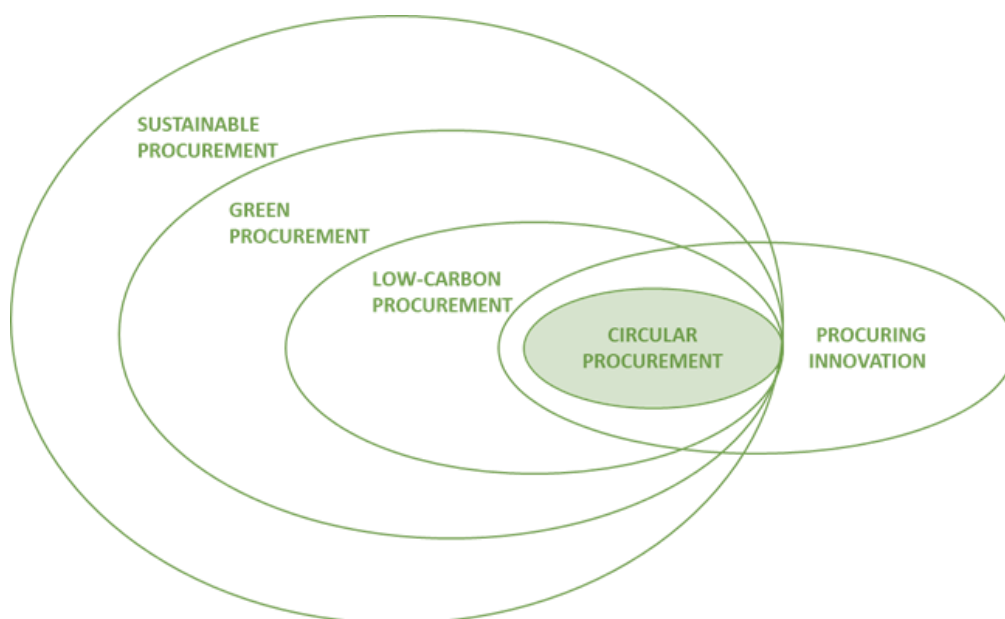 SUSTAINABLE
PROCUREMENT
GREEN
PROCUREMENT
LOW-CARBON
PROCUREMENT
CIRCULAR
PROCUREMENT
PROCURING
INNOVATION